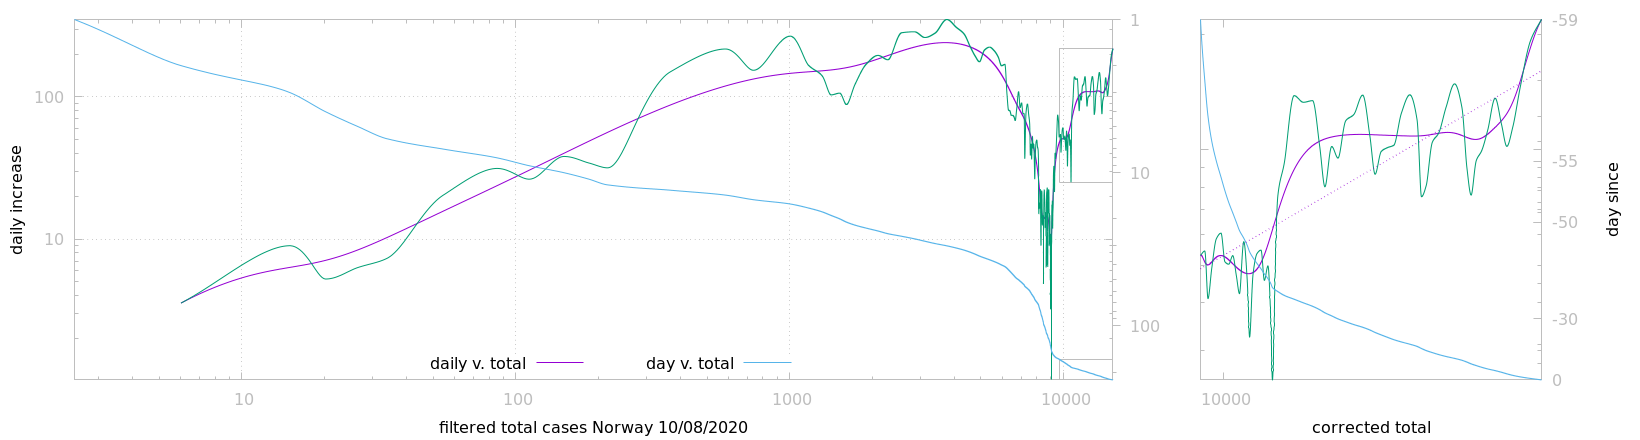 daily increase
100
10
daily v. total
day v. total
10
100
1000
10000
filtered total cases Norway 10/08/2020
1
10
100
10000
corrected total
-59
-55
-50
-30
0
day since